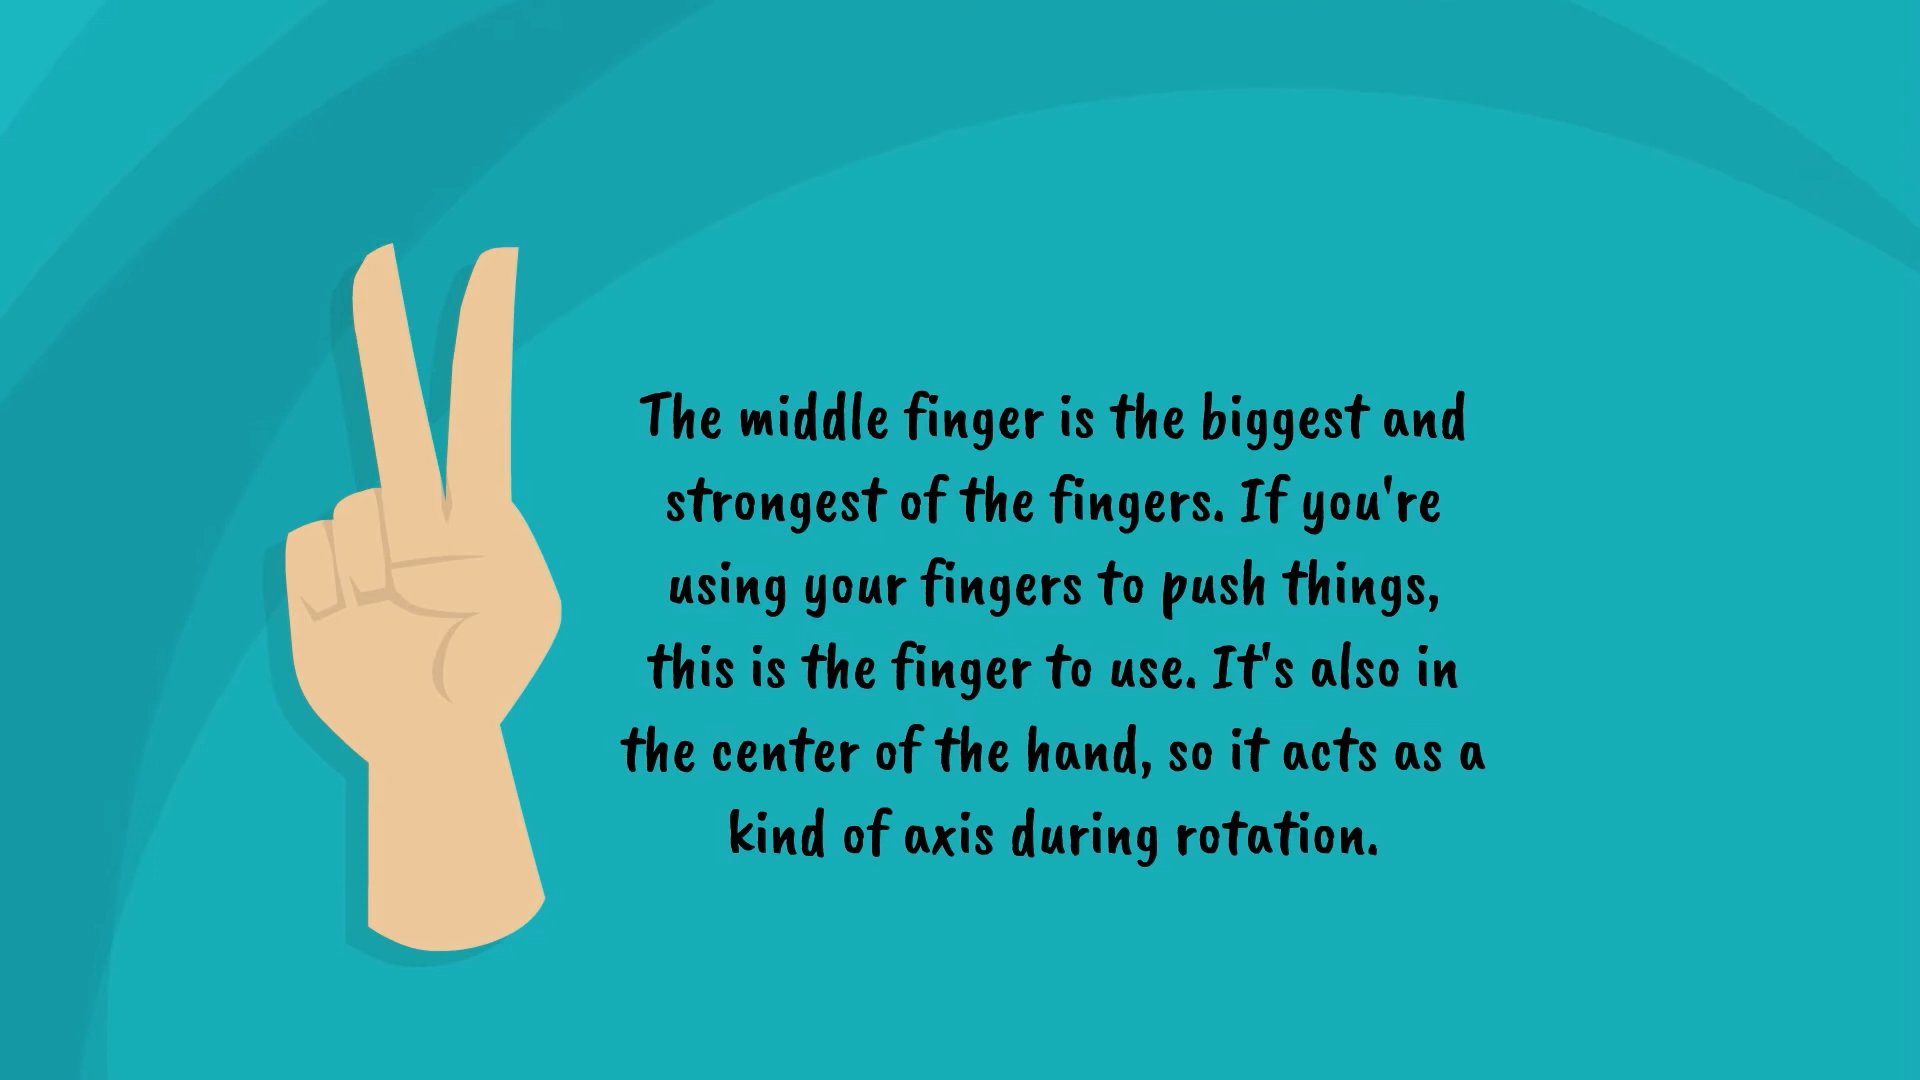 The middle finger is the biggest and
strongest of the fingers. If you're
using your fingers to push things,
this is the finger to use. It's also in
the center of the hand, so it acts as a
kind of axis during rotation.